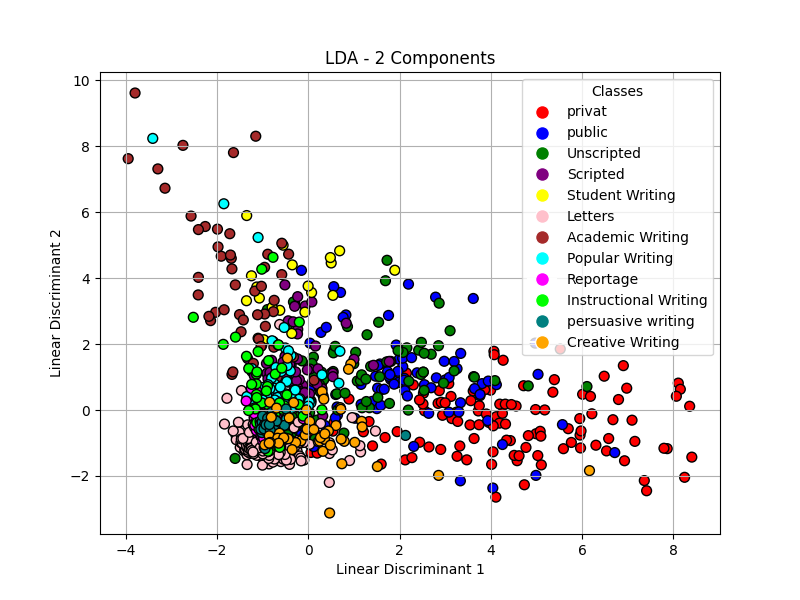 LDA - 2 Components
Classes
privat
public
Unscripted
Scripted
Student Writing
Letters
Academic Writing
Popular Writing
Reportage
Instructional Writing
persuasive writing
Creative Writing
Linear Discriminant 2
10
8
6
4
2
0
−2
−4
−2
0
2
4
6
8
Linear Discriminant 1